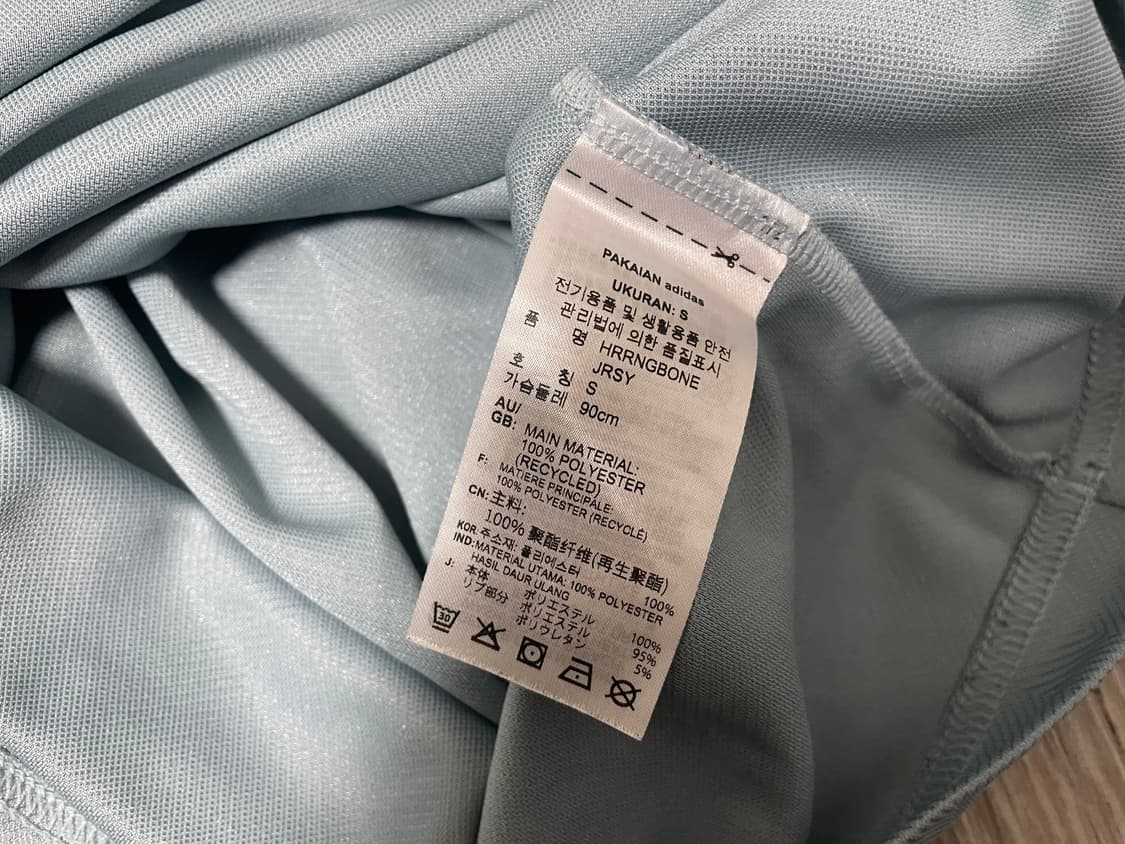 PAKAIAN adidas
UKURAN: S
전기용품 및 생활용품 안전
관리법에 의한 품질표시
품 명 HRRNGBONE
JRSY
호 칭 S
가슴둘레 90cm
AU/
GB: MAIN MATERIAL:
100% POLYESTER
(RECYCLED)
F: MATIERE PRINCIPALE:
100% POLYESTER (RECYCLÉ)
CN: 主料:
100% 聚酯纤维(再生聚酯)
KOR: 주소재: 폴리에스터 100%
IND: MATERIAL UTAMA: 100% POLYESTER
HASIL DAUR ULANG
J: 本体 ポリエステル 100%
リブ部分 ポリエステル 95%
ポリウレタン 5%
30